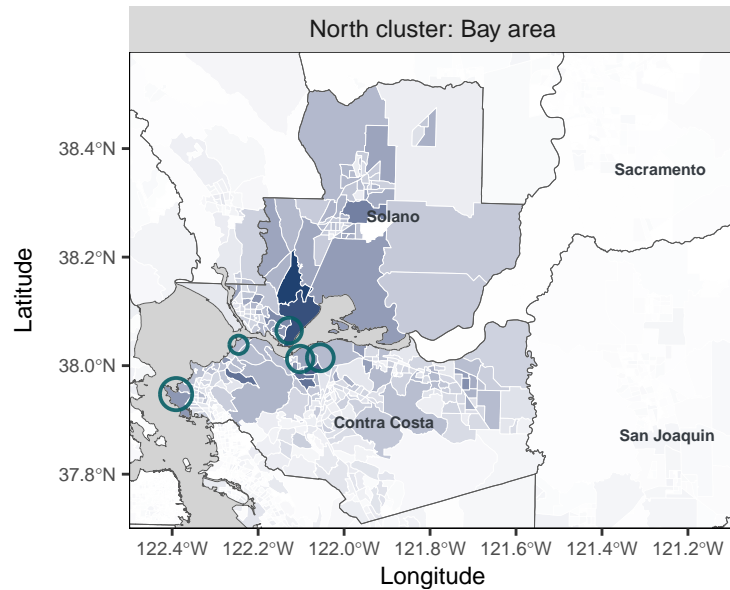 North cluster: Bay area
38.4°N
38.2°N
38.0°N
37.8°N
Latitude
Sacramento
Solano
Contra Costa
San Joaquin
122.4°W 122.2°W 122.0°W 121.8°W 121.6°W 121.4°W 121.2°W
Longitude